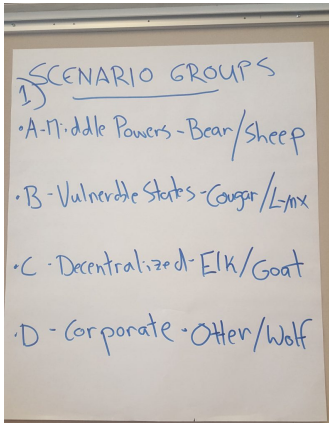 SCENARIO GROUPS
1)
•A-Middle Powers-Bear/Sheep
•B-Vulnerable States-Cougar/Lynx
•C-Decentralized-Elk/Goat
•D-Corporate-Otter/Wolf